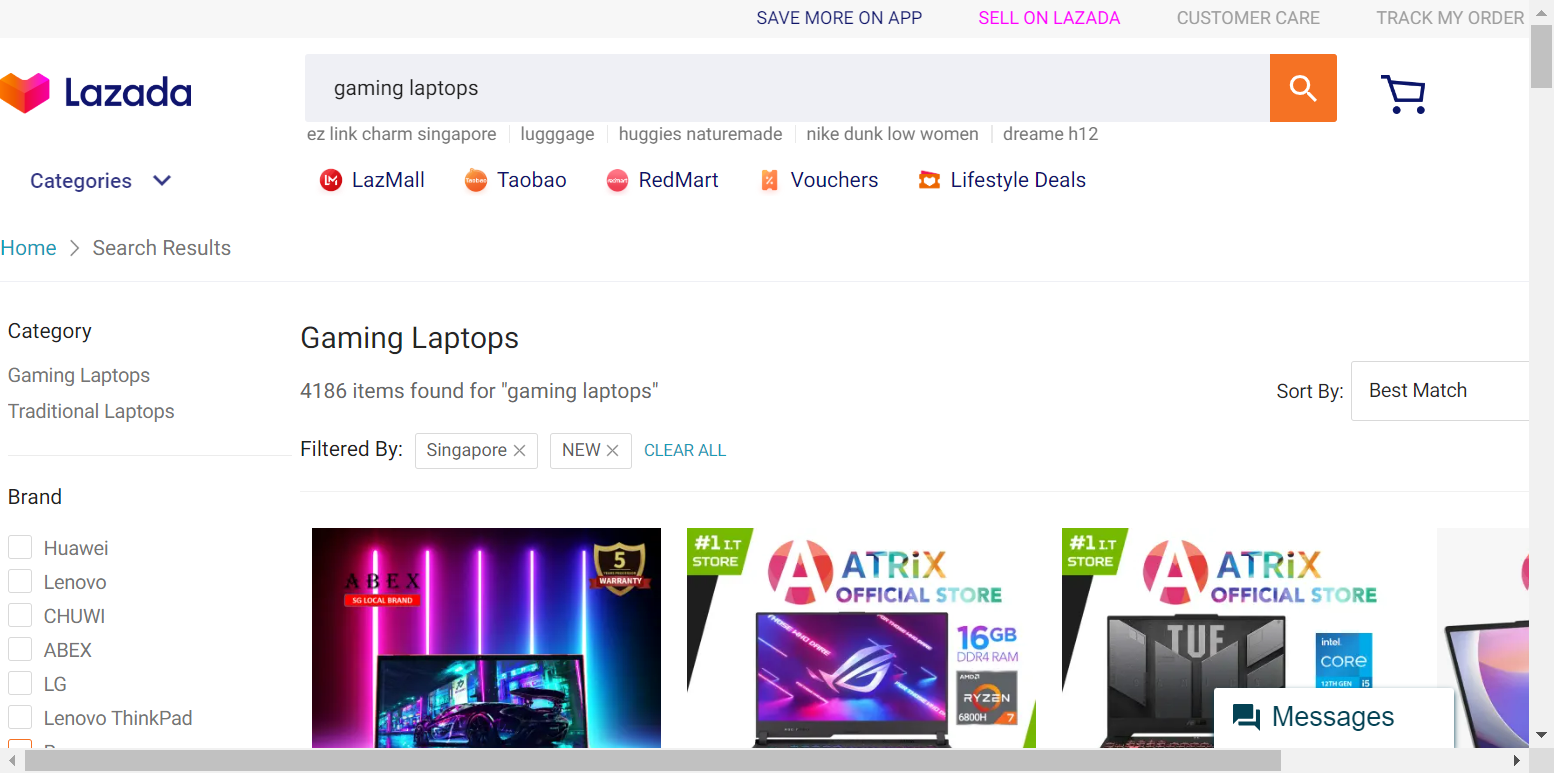 SAVE MORE ON APP SELL ON LAZADA CUSTOMER CARE TRACK MY ORDER
Lazada
gaming laptops
ez link charm singapore lugggage huggies naturemade nike dunk low women dreame h12
Categories LazMall Taobao RedMart Vouchers Lifestyle Deals
Home Search Results
Category
Gaming Laptops
Traditional Laptops
Brand
Huawei
Lenovo
CHUWI
ABEX
LG
Lenovo ThinkPad
Gaming Laptops
4186 items found for "gaming laptops"
Sort By: Best Match
Filtered By: Singapore NEW CLEAR ALL
ABEX
SG LOCAL BRAND
5
WARRANTY
#1 I.T
STORE
ATRiX
OFFICIAL STORE
16GB
DDR4 RAM
AMD
RYZEN
6800H 7
#1 I.T
STORE
ATRiX
OFFICIAL STORE
TUF
intel
CORE
12TH GEN i5
Messages